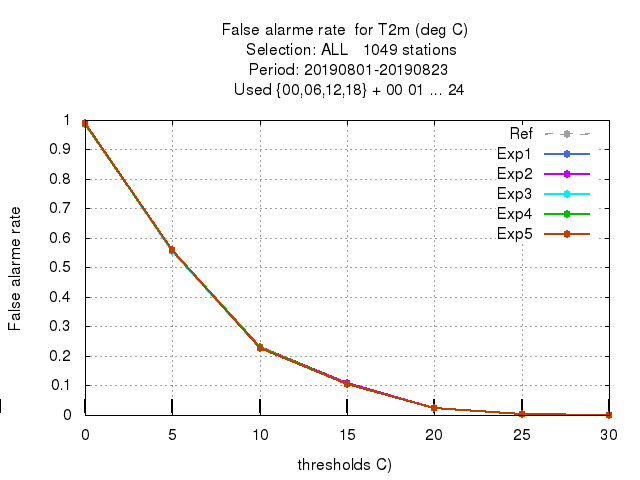 False alarme rate  for T2m (deg C)
Selection: ALL   1049 stations
Period: 20190801-20190823
Used {00,06,12,18} + 00 01 ... 24
Ref
Exp1
Exp2
Exp3
Exp4
Exp5
1
0.9
0.8
0.7
0.6
0.5
0.4
0.3
0.2
0.1
0
False alarme rate
0 5 10 15 20 25 30
thresholds C)